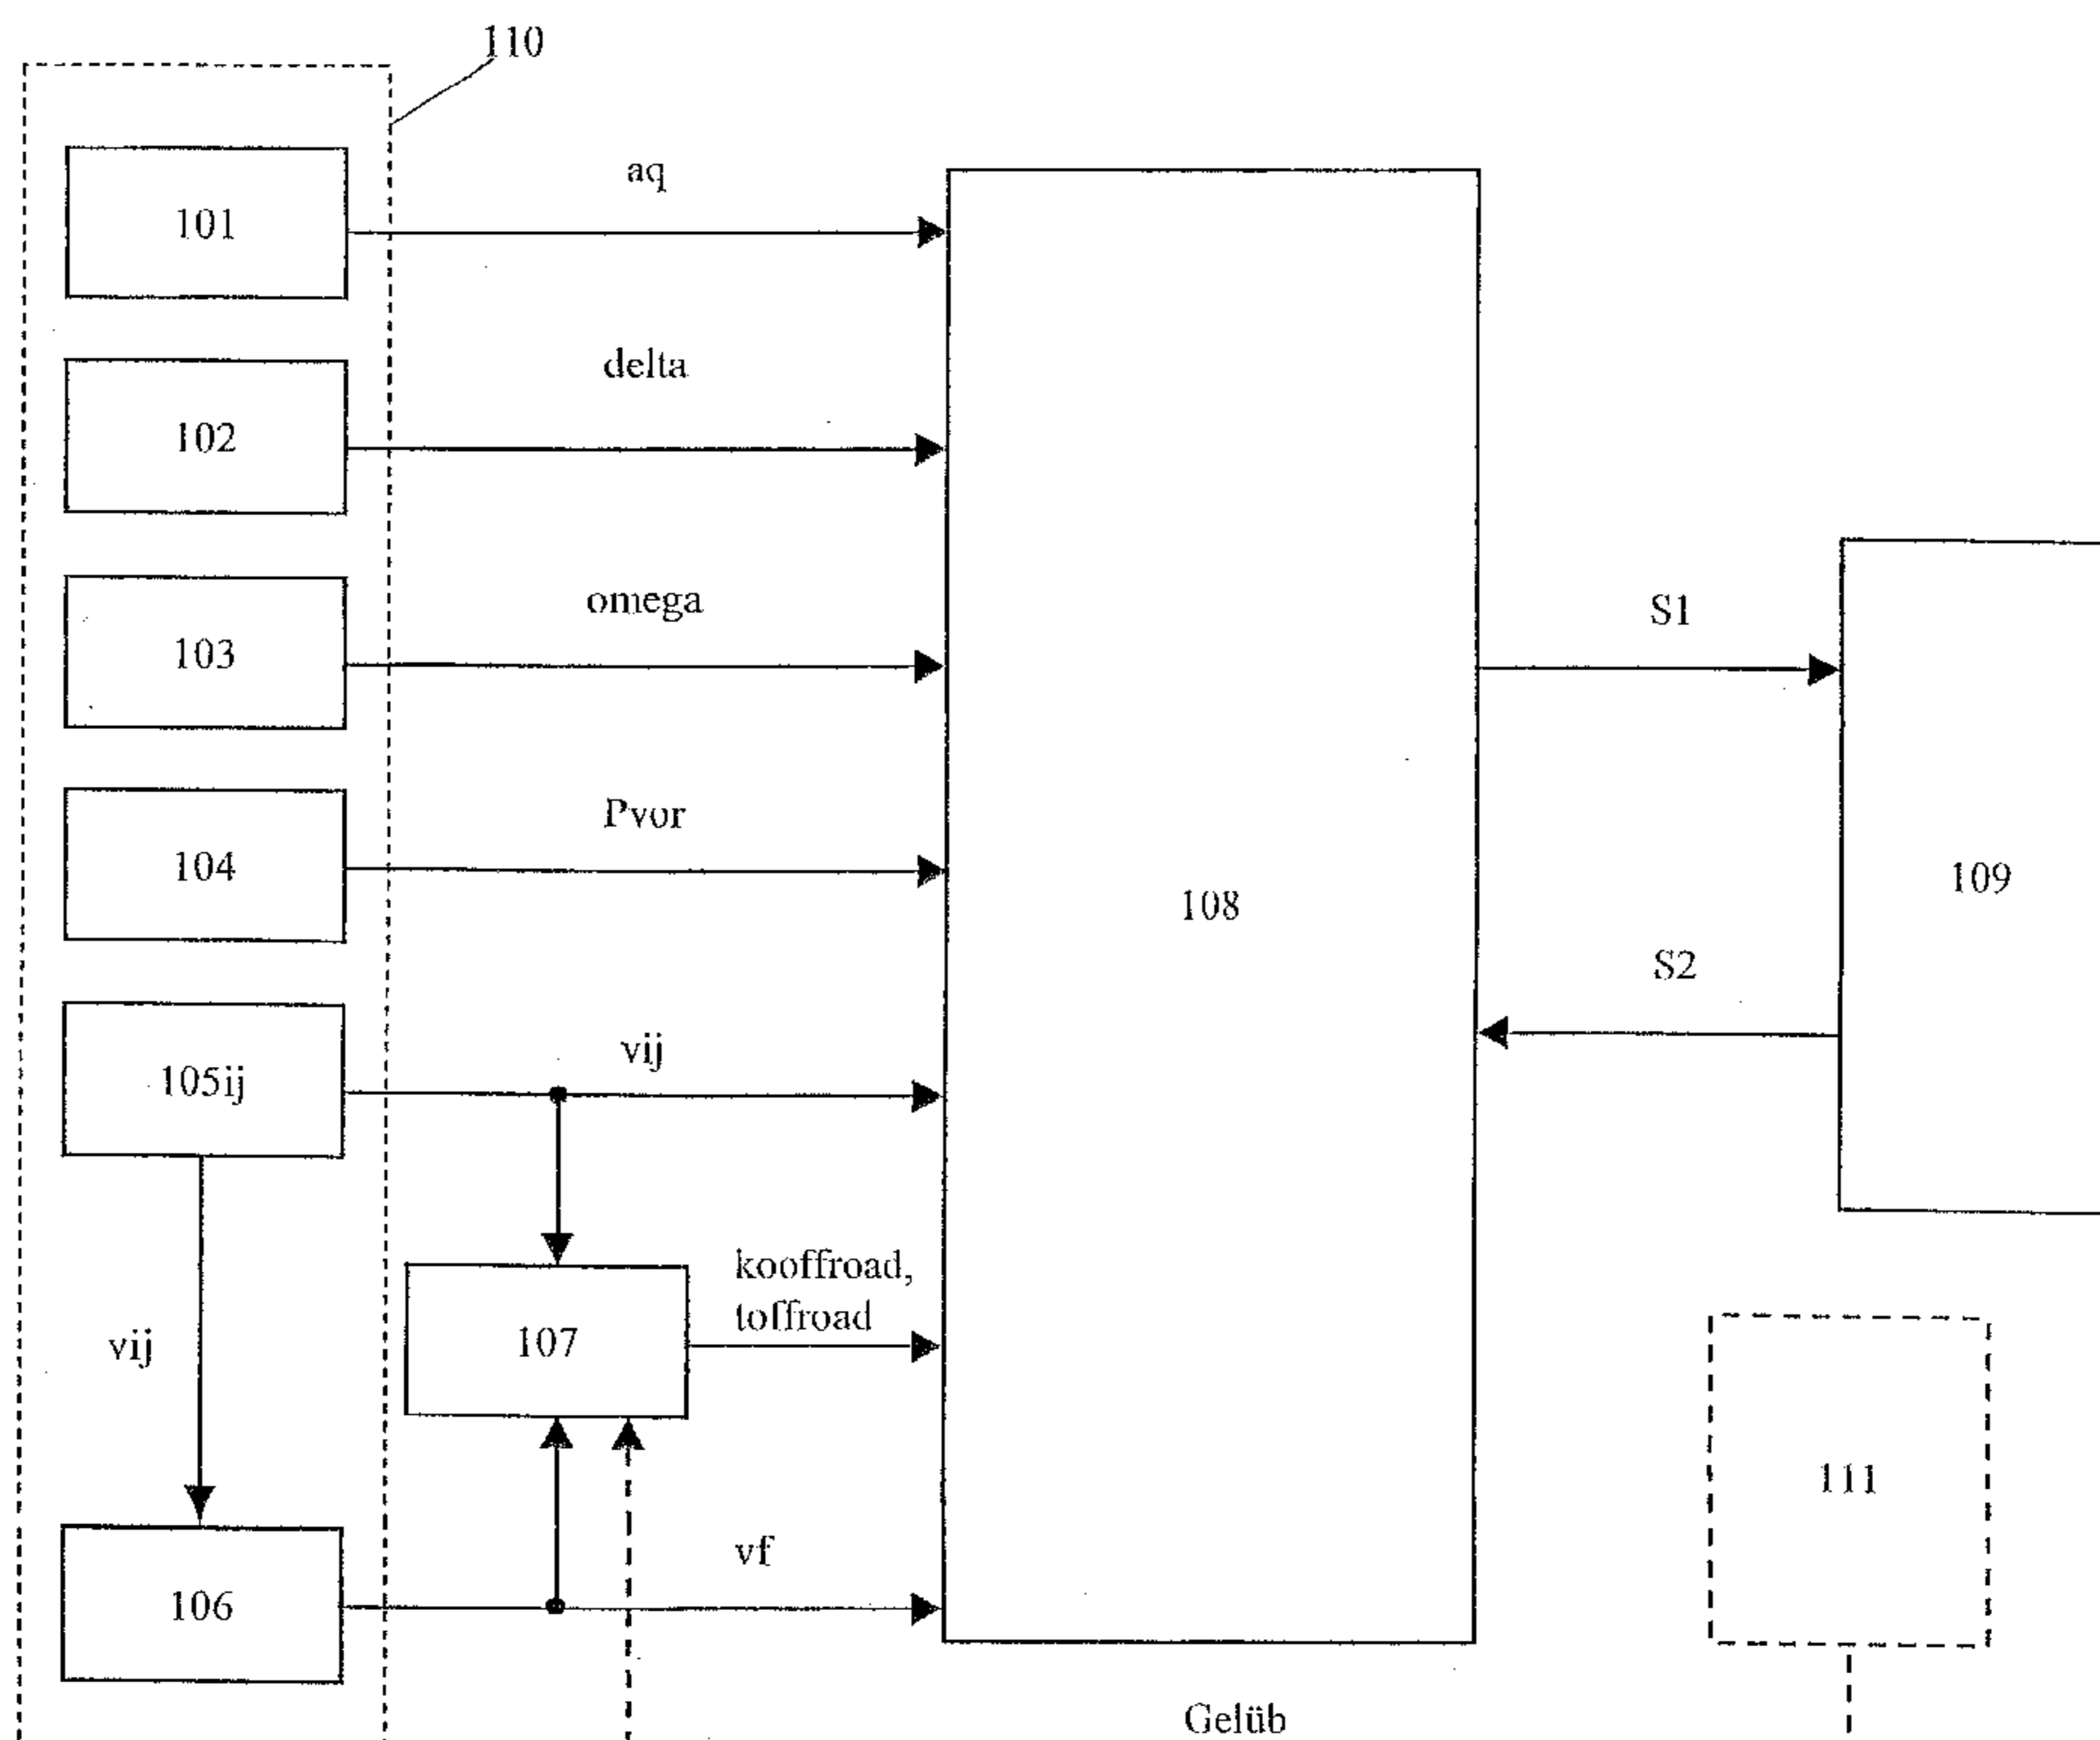 110
101
aq
102
delta
103
omega
S1
104
Pvor
108
109
S2
105ij
vij
kooffroad,
toffroad
107
vij
111
106
vf
Gelüb